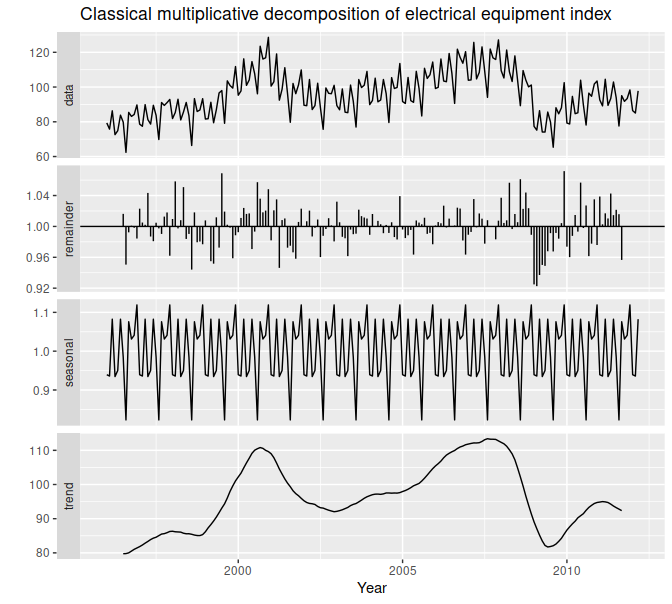 Classical multiplicative decomposition of electrical equipment index
120
100
80
60
data
1.04
1.00
0.96
0.92
remainder
1.1
1.0
0.9
seasonal
110
100
90
80
trend
2000 2005 2010
Year